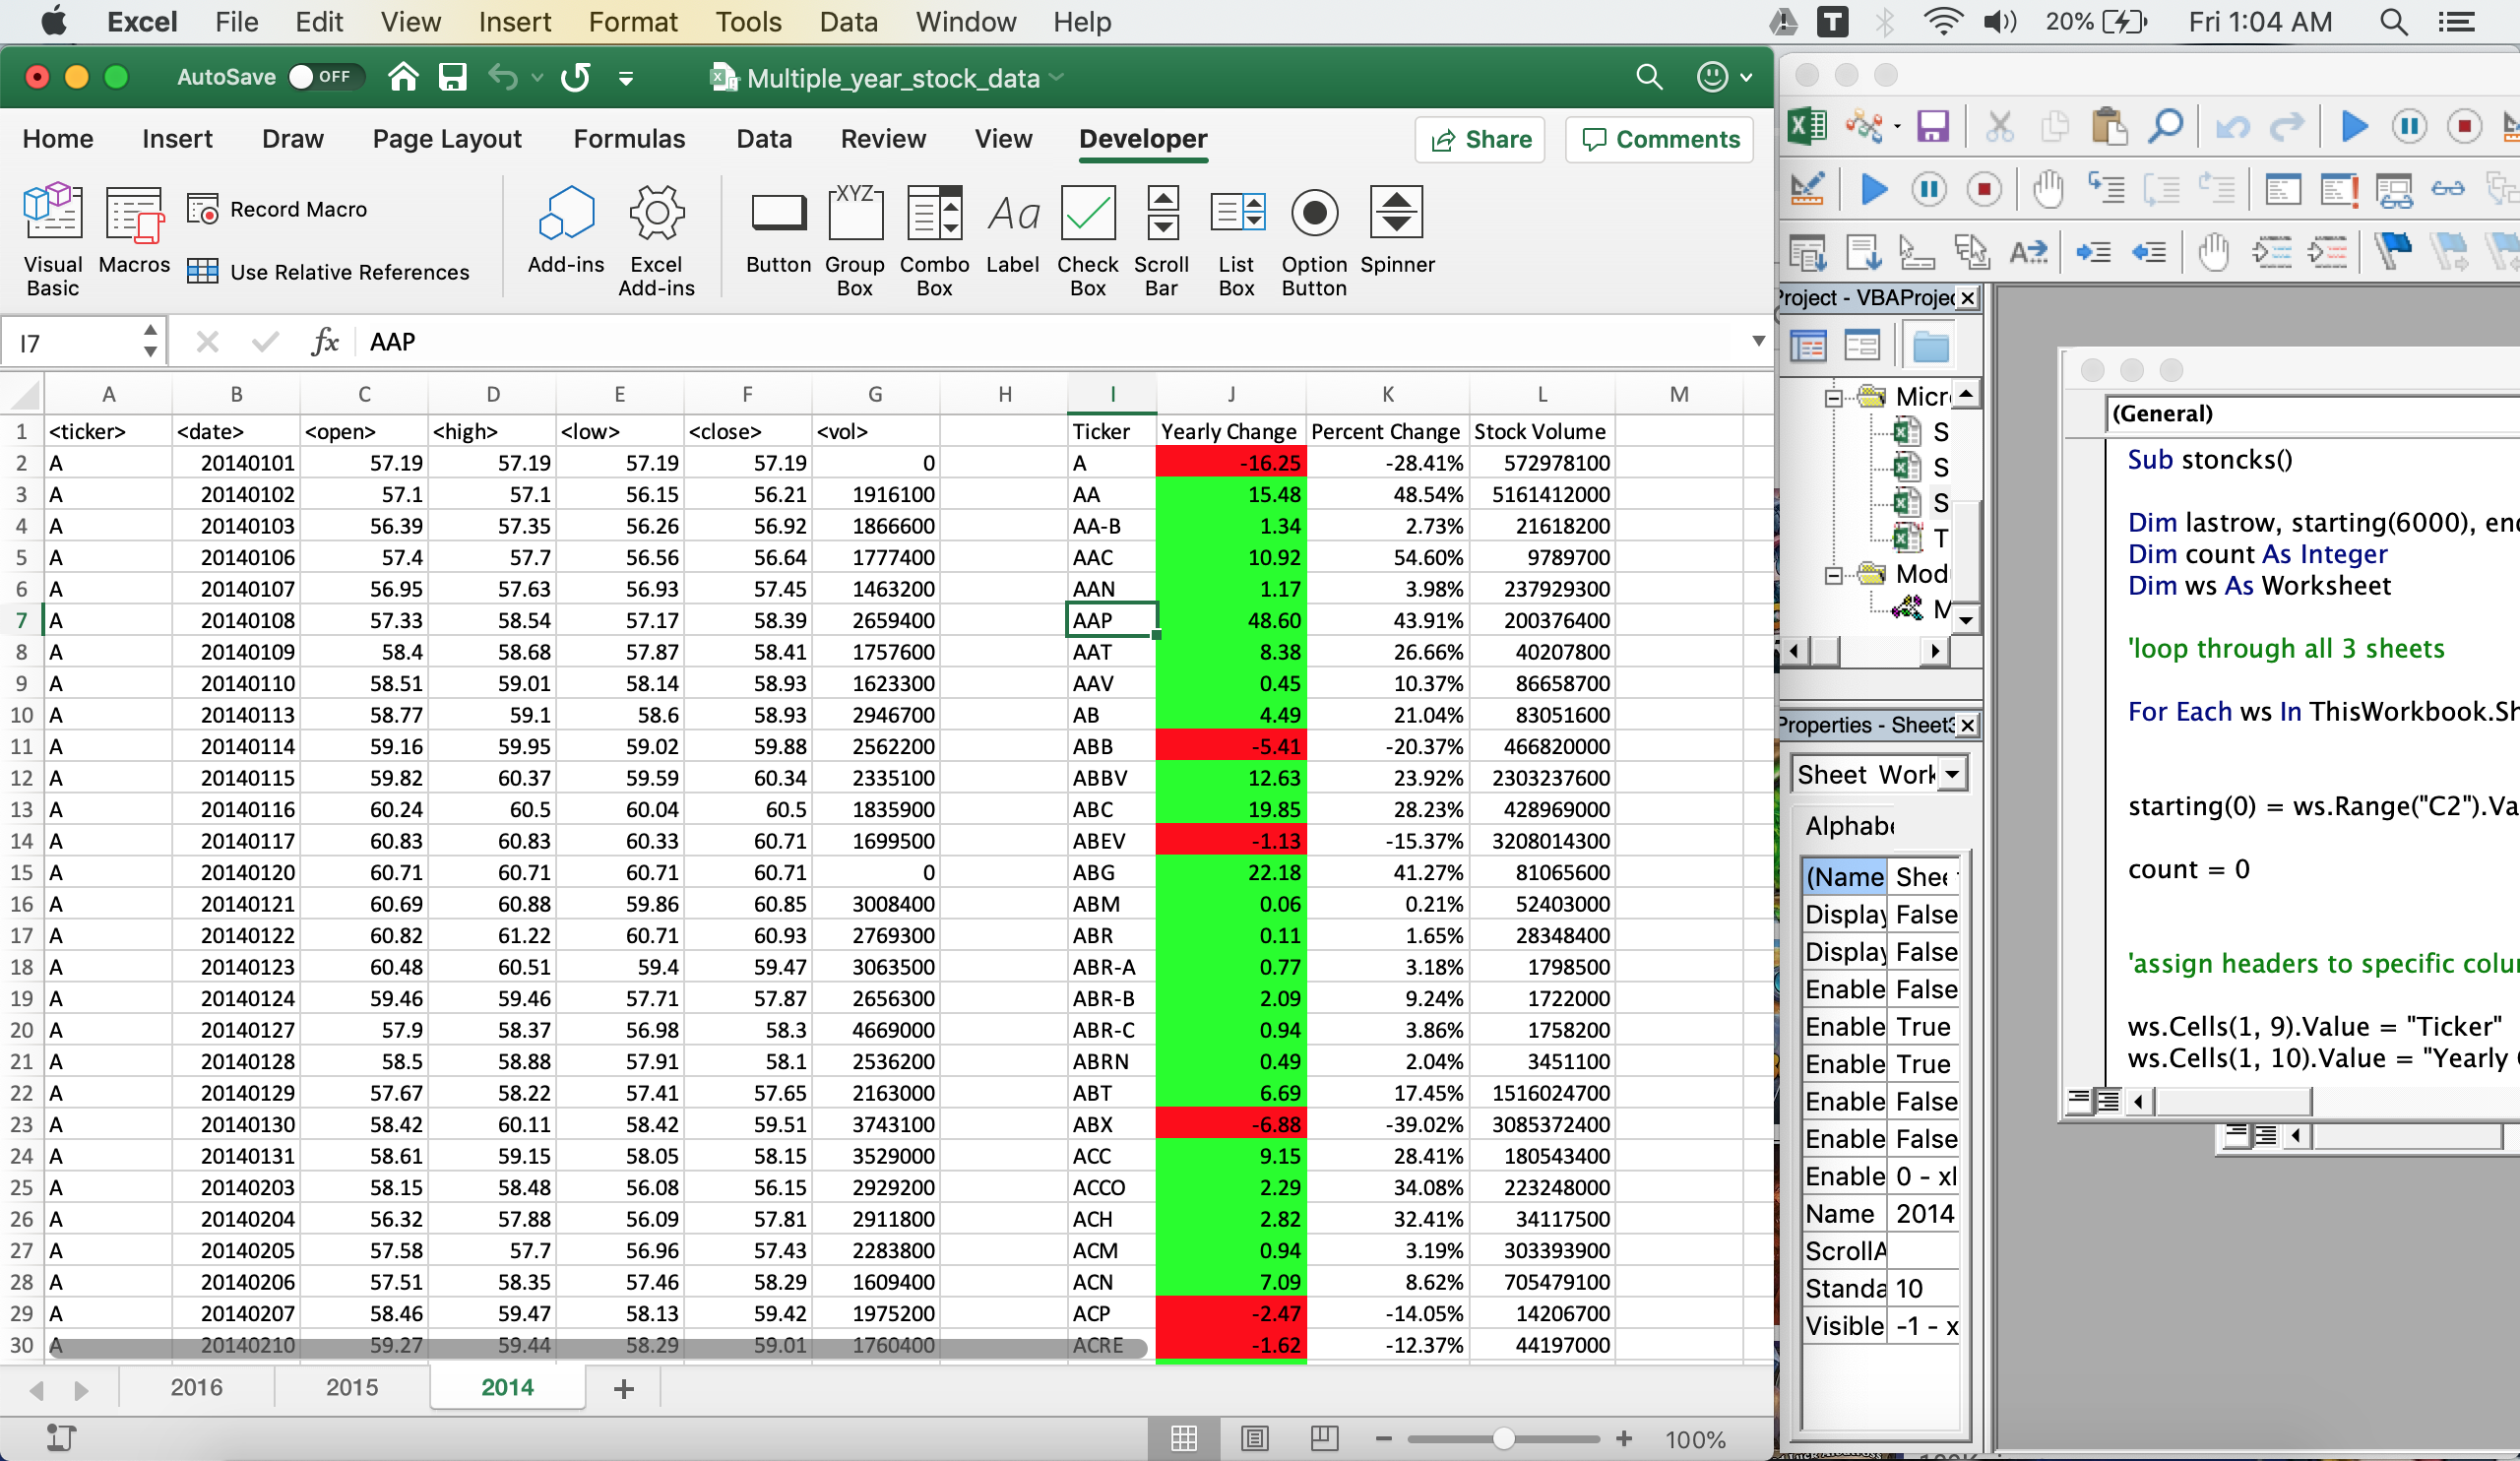 Excel File Edit View Insert Format Tools Data Window Help
T 20% Fri 1:04 AM
AutoSave OFF Multiple_year_stock_data
Home Insert Draw Page Layout Formulas Data Review View Developer Share Comments
Visual Basic
Macros
Record Macro
Use Relative References
Add-ins
Excel Add-ins
Button
XYZ
Group Box
Combo Box
Aa
Label
Check Box
Scroll Bar
List Box
Option Button
Spinner
I7 fx AAP
A B C D E F G H I J K L M
1 <ticker> <date> <open> <high> <low> <close> <vol> Ticker Yearly Change Percent Change Stock Volume
2 A 20140101 57.19 57.19 57.19 57.19 0 A -16.25 -28.41% 572978100
3 A 20140102 57.1 57.1 56.15 56.21 1916100 AA 15.48 48.54% 5161412000
4 A 20140103 56.39 57.35 56.26 56.92 1866600 AA-B 1.34 2.73% 21618200
5 A 20140106 57.4 57.7 56.56 56.64 1777400 AAC 10.92 54.60% 9789700
6 A 20140107 56.95 57.63 56.93 57.45 1463200 AAN 1.17 3.98% 237929300
7 A 20140108 57.33 58.54 57.17 58.39 2659400 AAP 48.60 43.91% 200376400
8 A 20140109 58.4 58.68 57.87 58.41 1757600 AAT 8.38 26.66% 40207800
9 A 20140110 58.51 59.01 58.14 58.93 1623300 AAV 0.45 10.37% 86658700
10 A 20140113 58.77 59.1 58.6 58.93 2946700 AB 4.49 21.04% 83051600
11 A 20140114 59.16 59.95 59.02 59.88 2562200 ABB -5.41 -20.37% 466820000
12 A 20140115 59.82 60.37 59.59 60.34 2335100 ABBV 12.63 23.92% 2303237600
13 A 20140116 60.24 60.5 60.04 60.5 1835900 ABC 19.85 28.23% 428969000
14 A 20140117 60.83 60.83 60.33 60.71 1699500 ABEV -1.13 -15.37% 3208014300
15 A 20140120 60.71 60.71 60.71 60.71 0 ABG 22.18 41.27% 81065600
16 A 20140121 60.69 60.88 59.86 60.85 3008400 ABM 0.06 0.21% 52403000
17 A 20140122 60.82 61.22 60.71 60.93 2769300 ABR 0.11 1.65% 28348400
18 A 20140123 60.48 60.51 59.4 59.47 3063500 ABR-A 0.77 3.18% 1798500
19 A 20140124 59.46 59.46 57.71 57.87 2656300 ABR-B 2.09 9.24% 1722000
20 A 20140127 57.9 58.37 56.98 58.3 4669000 ABR-C 0.94 3.86% 1758200
21 A 20140128 58.5 58.88 57.91 58.1 2536200 ABRN 0.49 2.04% 3451100
22 A 20140129 57.67 58.22 57.41 57.65 2163000 ABT 6.69 17.45% 1516024700
23 A 20140130 58.42 60.11 58.42 59.51 3743100 ABX -6.88 -39.02% 3085372400
24 A 20140131 58.61 59.15 58.05 58.15 3529000 ACC 9.15 28.41% 180543400
25 A 20140203 58.15 58.48 56.08 56.15 2929200 ACCO 2.29 34.08% 223248000
26 A 20140204 56.32 57.88 56.09 57.81 2911800 ACH 2.82 32.41% 34117500
27 A 20140205 57.58 57.7 56.96 57.43 2283800 ACM 0.94 3.19% 303393900
28 A 20140206 57.51 58.35 57.46 58.29 1609400 ACN 7.09 8.62% 705479100
29 A 20140207 58.46 59.47 58.13 59.42 1975200 ACP -2.47 -14.05% 14206700
30 A 20140210 59.27 59.44 58.29 59.01 1760400 ACRE -1.62 -12.37% 44197000
2016 2015 2014 +
100%
Project - VBAProjec
Micr
S
S
S
T
Mod
M
Properties - Sheet3
Sheet Work
Alphabe
(Name Shee
Display False
Display False
Enable False
Enable True
Enable True
Enable False
Enable False
Enable 0 - xl
Name 2014
ScrollA
Standa 10
Visible -1 - x
(General)
Sub stoncks()
Dim lastrow, starting(6000), enc
Dim count As Integer
Dim ws As Worksheet
'loop through all 3 sheets
For Each ws In ThisWorkbook.Sh
starting(0) = ws.Range("C2").Va
count = 0
'assign headers to specific colu
ws.Cells(1, 9).Value = "Ticker"
ws.Cells(1, 10).Value = "Yearly